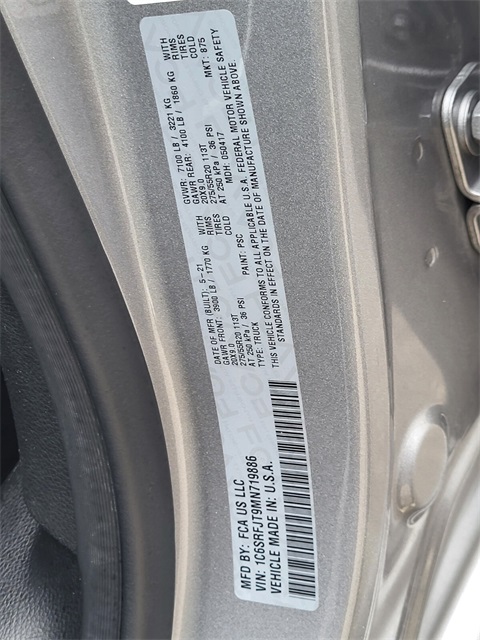 MFD BY: FCA US LLC
VIN: 1C6SRFJT9MN719886
VEHICLE MADE IN: U.S.A.
DATE OF MFR (BUILT): 5-21
GAWR FRONT: 3900 LB / 1770 KG WITH
20X9.0 RIMS
275/55R20 113T TIRES
AT 250 kPa / 36 PSI COLD
TYPE: TRUCK PAINT: PSC
GVWR: 7100 LB / 3221 KG
GAWR REAR: 4100 LB / 1860 KG WITH
20X9.0 RIMS
275/55R20 113T TIRES
AT 250 kPa / 36 PSI COLD
MDH: 050417 MKT: 875
THIS VEHICLE CONFORMS TO ALL APPLICABLE U.S.A. FEDERAL MOTOR VEHICLE SAFETY
STANDARDS IN EFFECT ON THE DATE OF MANUFACTURE SHOWN ABOVE.